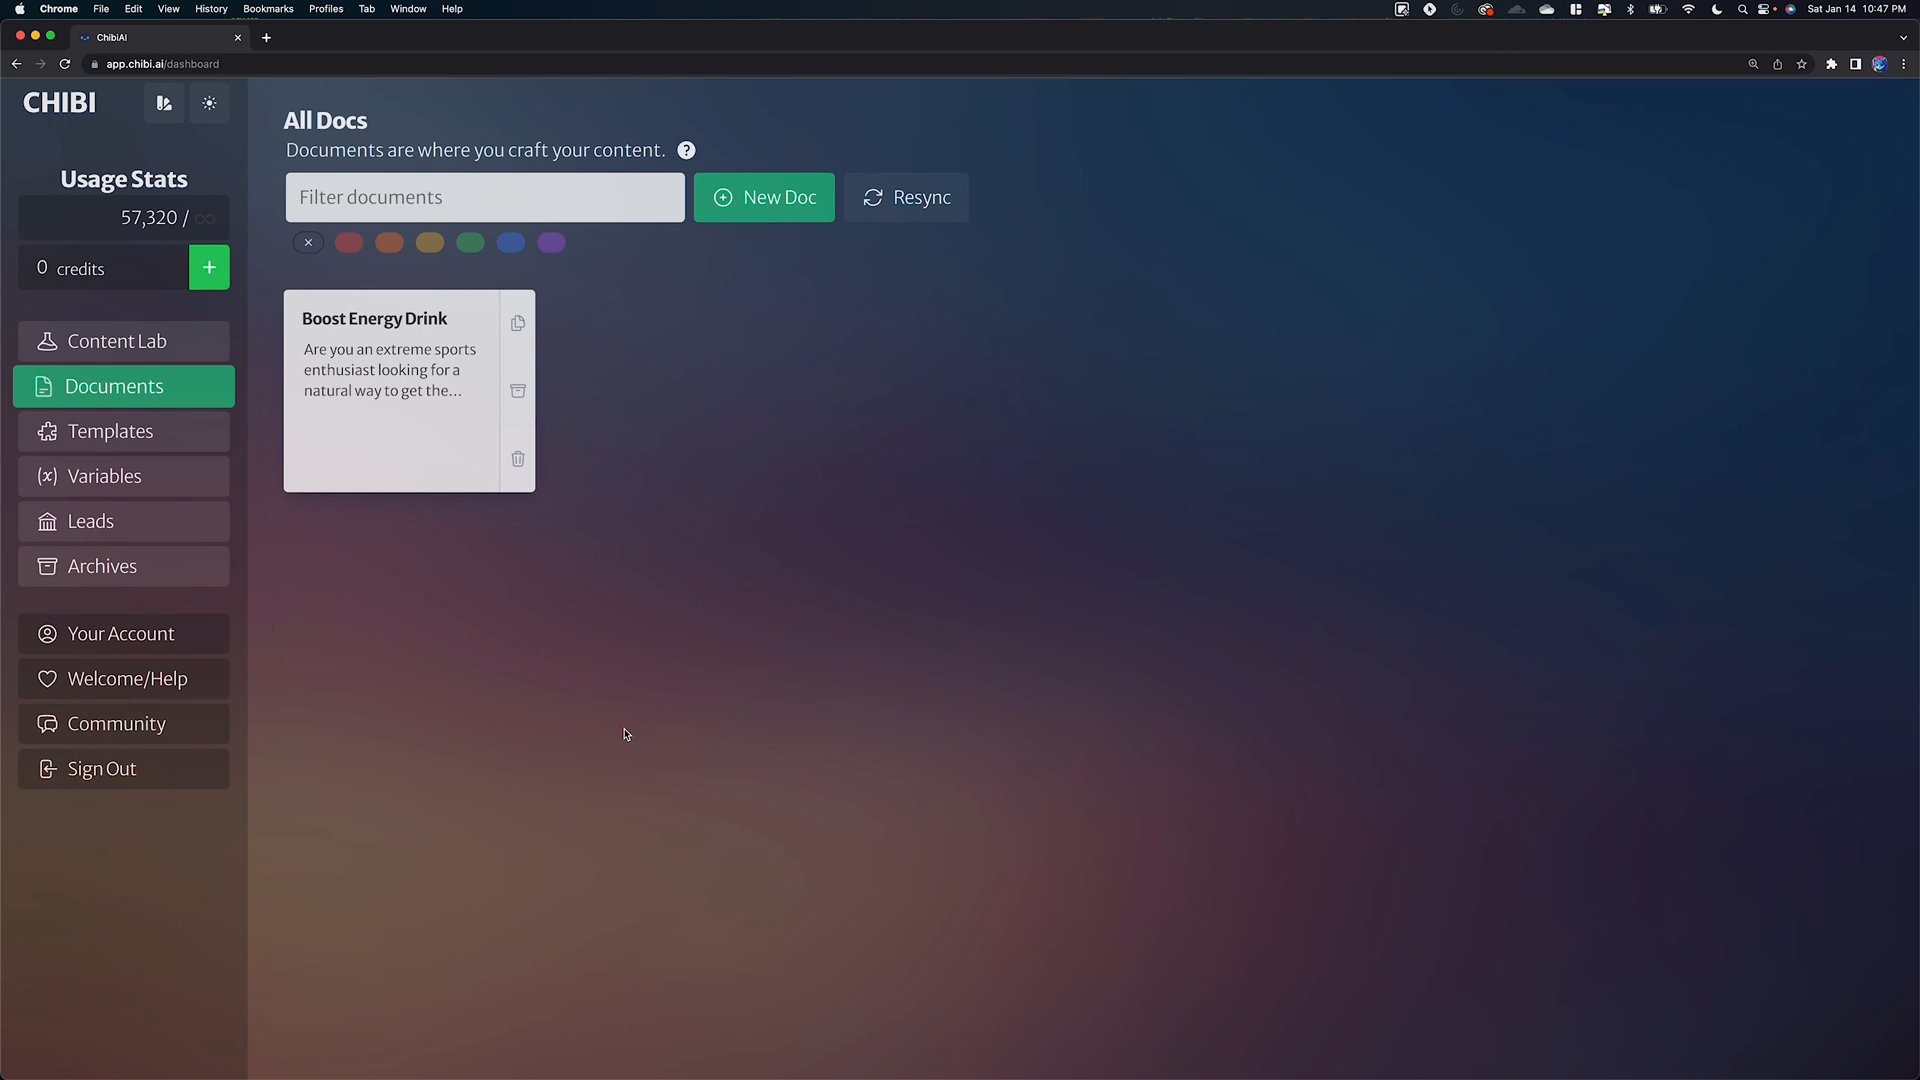 Chrome File Edit View History Bookmarks Profiles Tab Window Help Sat Jan 14 10:47 PM
ChibiAI
app.chibi.ai/dashboard
CHIBI
Usage Stats
57,320 / ∞
0 credits
Content Lab
Documents
Templates
Variables
Leads
Archives
Your Account
Welcome/Help
Community
Sign Out
All Docs
Documents are where you craft your content. ?
Filter documents
New Doc
Resync
Boost Energy Drink
Are you an extreme sports
enthusiast looking for a
natural way to get the...